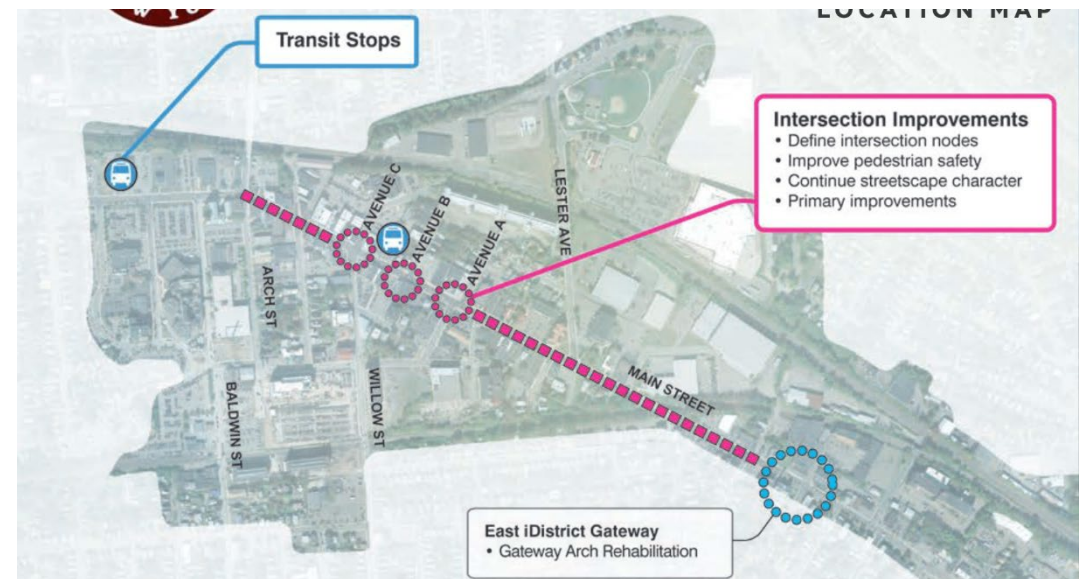 LOCATION MAP
Transit Stops
Intersection Improvements
• Define intersection nodes
• Improve pedestrian safety
• Continue streetscape character
• Primary improvements
AVENUE C
AVENUE B
AVENUE A
LESTER AVE
ARCH ST
BALDWIN ST
WILLOW ST
MAIN STREET
East iDistrict Gateway
• Gateway Arch Rehabilitation